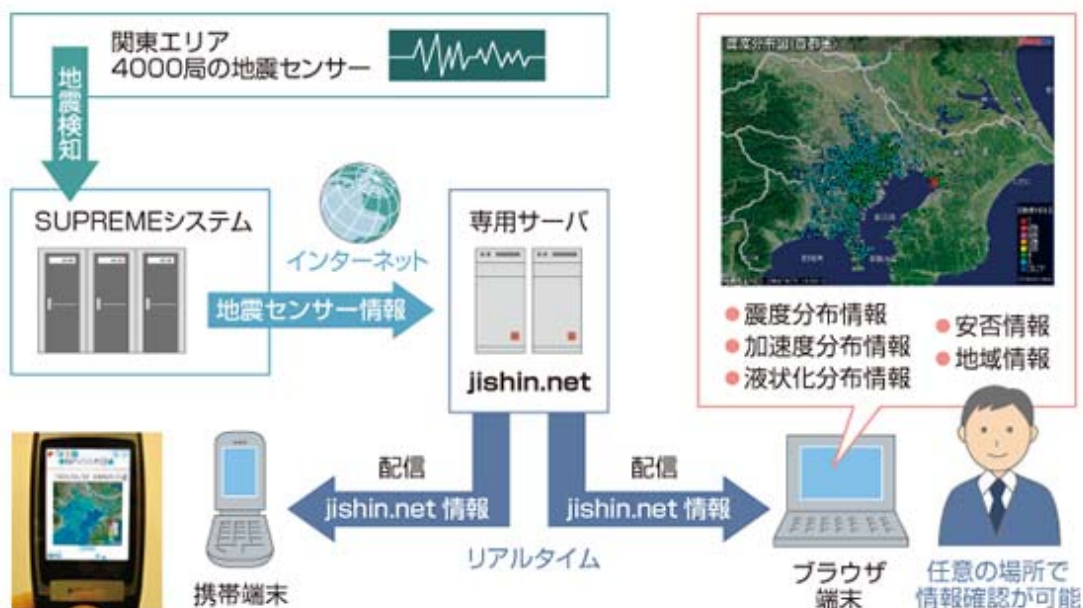 関東エリア
4000局の地震センサー
地震検知
SUPREMEシステム
インターネット
地震センサー情報
専用サーバ
jishin.net
震度分布情報
加速度分布情報
液状化分布情報
安否情報
地域情報
配信
jishin.net 情報
配信
jishin.net 情報
リアルタイム
携帯端末
ブラウザ
端末
任意の場所で
情報確認が可能